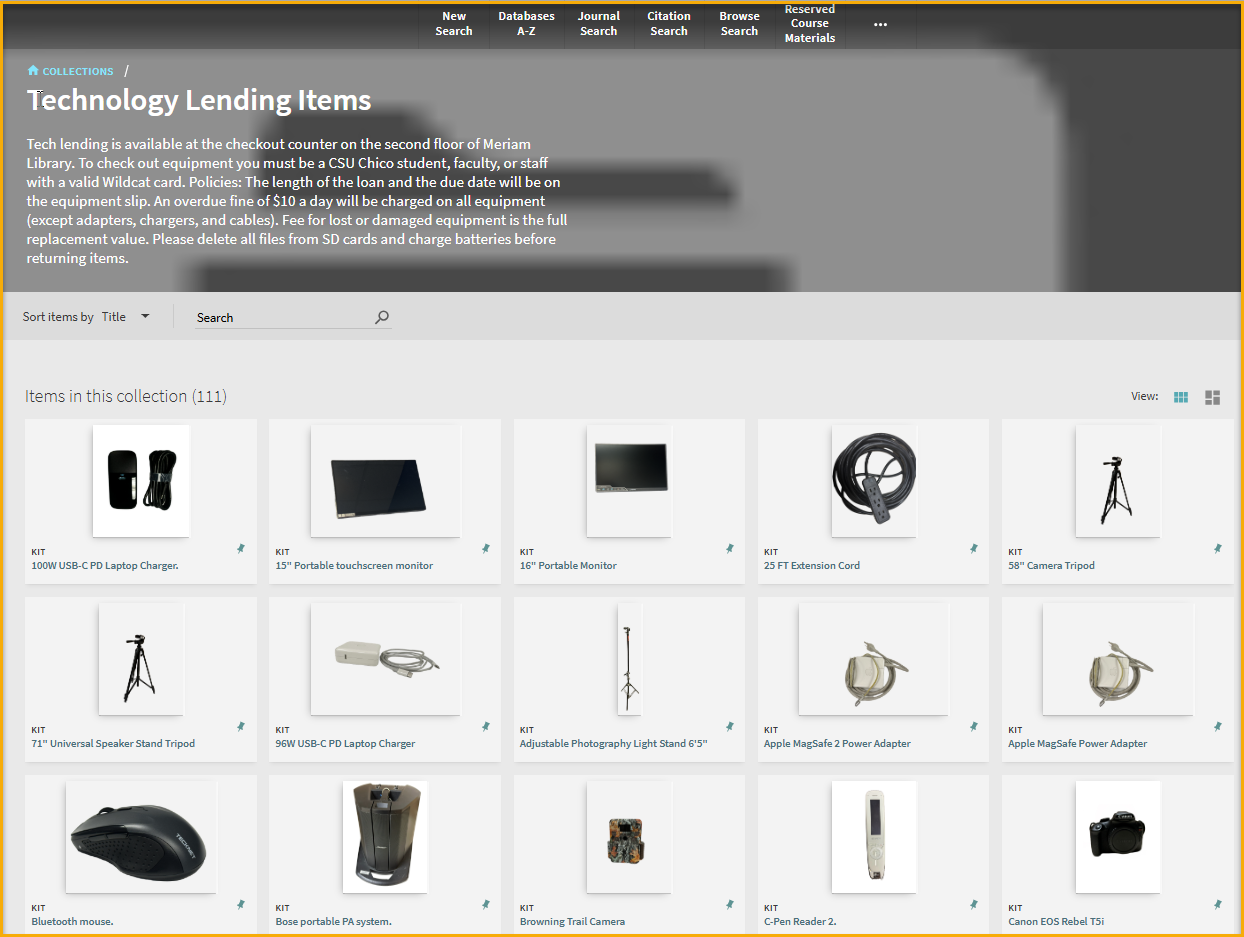 New
Search
Databases
A-Z
Journal
Search
Citation
Search
Browse
Search
Reserved
Course
Materials
...
COLLECTIONS /
Technology Lending Items
Tech lending is available at the checkout counter on the second floor of Meriam
Library. To check out equipment you must be a CSU Chico student, faculty, or staff
with a valid Wildcat card. Policies: The length of the loan and the due date will be on
the equipment slip. An overdue fine of $10 a day will be charged on all equipment
(except adapters, chargers, and cables). Fee for lost or damaged equipment is the full
replacement value. Please delete all files from SD cards and charge batteries before
returning items.
Sort items by Title
Search
Items in this collection (111)
View:
KIT
100W USB-C PD Laptop Charger.
KIT
15" Portable touchscreen monitor
KIT
16" Portable Monitor
KIT
25 FT Extension Cord
KIT
58" Camera Tripod
KIT
71" Universal Speaker Stand Tripod
KIT
96W USB-C PD Laptop Charger
KIT
Adjustable Photography Light Stand 6'5"
KIT
Apple MagSafe 2 Power Adapter
KIT
Apple MagSafe Power Adapter
TECKNET
KIT
Bluetooth mouse.
KIT
Bose portable PA system.
KIT
Browning Trail Camera
KIT
C-Pen Reader 2.
Canon
KIT
Canon EOS Rebel T5i